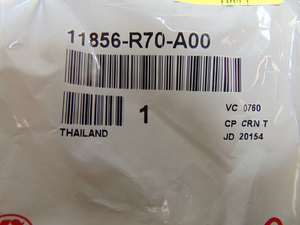 11856-R70-A00
1
VC 0760
CP CRN T
THAILAND
JD 20154